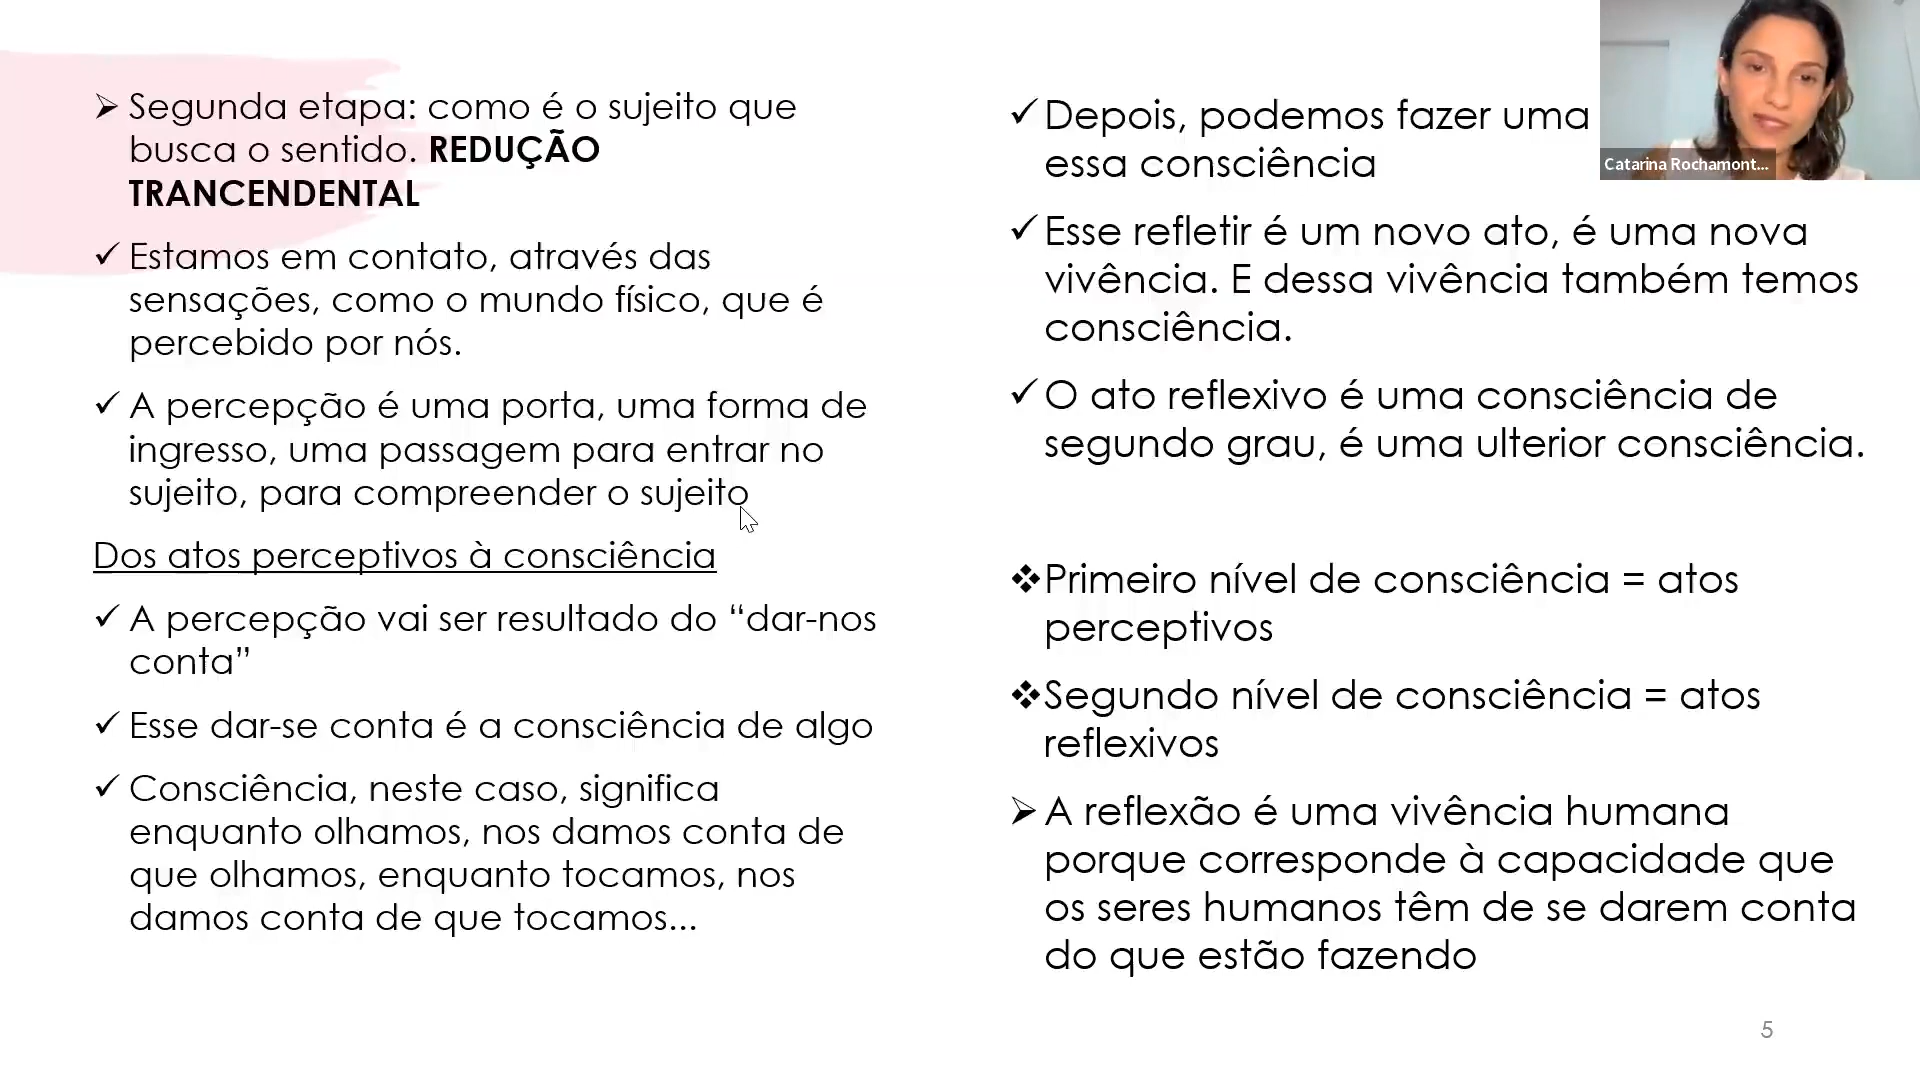 Segunda etapa: como é o sujeito que
busca o sentido. REDUÇÃO
TRANCENDENTAL
Estamos em contato, através das
sensações, como o mundo físico, que é
percebido por nós.
A percepção é uma porta, uma forma de
ingresso, uma passagem para entrar no
sujeito, para compreender o sujeito
Dos atos perceptivos à consciência
A percepção vai ser resultado do “dar-nos
conta”
Esse dar-se conta é a consciência de algo
Consciência, neste caso, significa
enquanto olhamos, nos damos conta de
que olhamos, enquanto tocamos, nos
damos conta de que tocamos...
Depois, podemos fazer uma
essa consciência
Esse refletir é um novo ato, é uma nova
vivência. E dessa vivência também temos
consciência.
O ato reflexivo é uma consciência de
segundo grau, é uma ulterior consciência.
Primeiro nível de consciência = atos
perceptivos
Segundo nível de consciência = atos
reflexivos
A reflexão é uma vivência humana
porque corresponde à capacidade que
os seres humanos têm de se darem conta
do que estão fazendo
Catarina Rochamont...
5